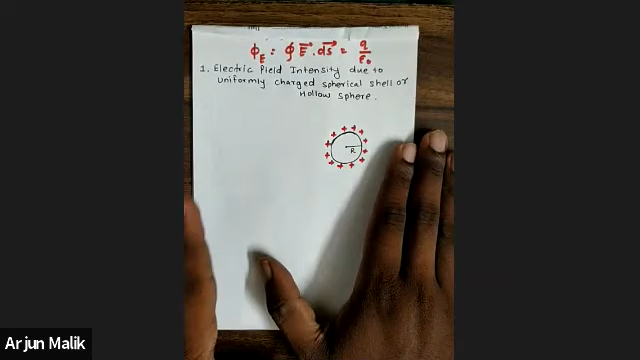 ϕE = ∮ E⃗ . ds⃗ = q/ε₀
1. Electric Field Intensity due to
uniformly charged spherical shell or
Hollow sphere.
+ + + + + + + + + + + +
R
Arjun Malik